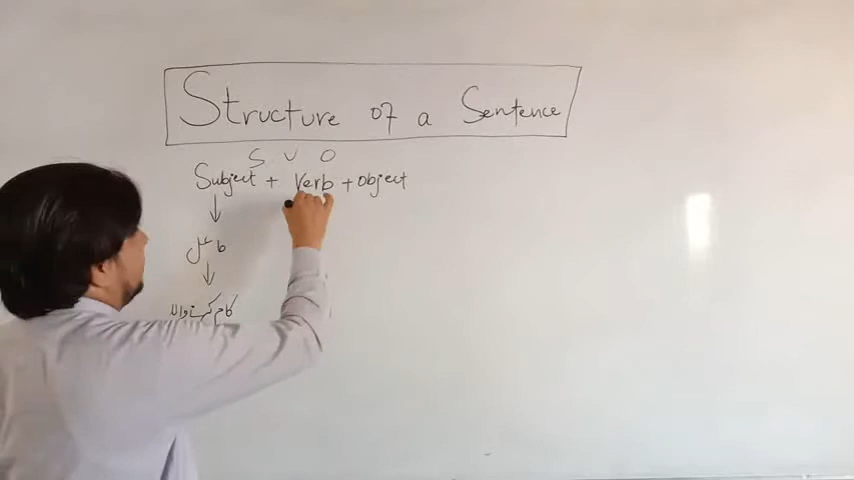 Structure of a Sentence
S V O
Subject + Verb + Object
فاعل
کام کرنے والا